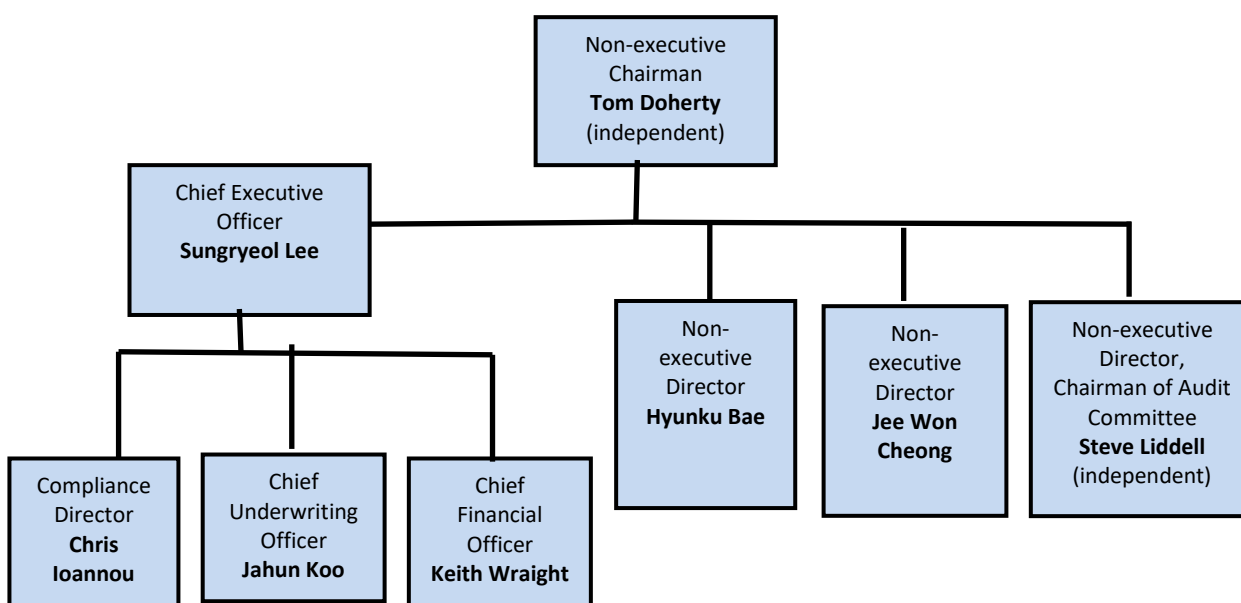 Non-executive
Chairman
Tom Doherty
(independent)
Chief Executive
Officer
Sungryeol Lee
Non-
executive
Director
Hyunku Bae
Non-
executive
Director
Jee Won
Cheong
Non-executive
Director,
Chairman of Audit
Committee
Steve Liddell
(independent)
Compliance
Director
Chris
Ioannou
Chief
Underwriting
Officer
Jahun Koo
Chief
Financial
Officer
Keith Wraight